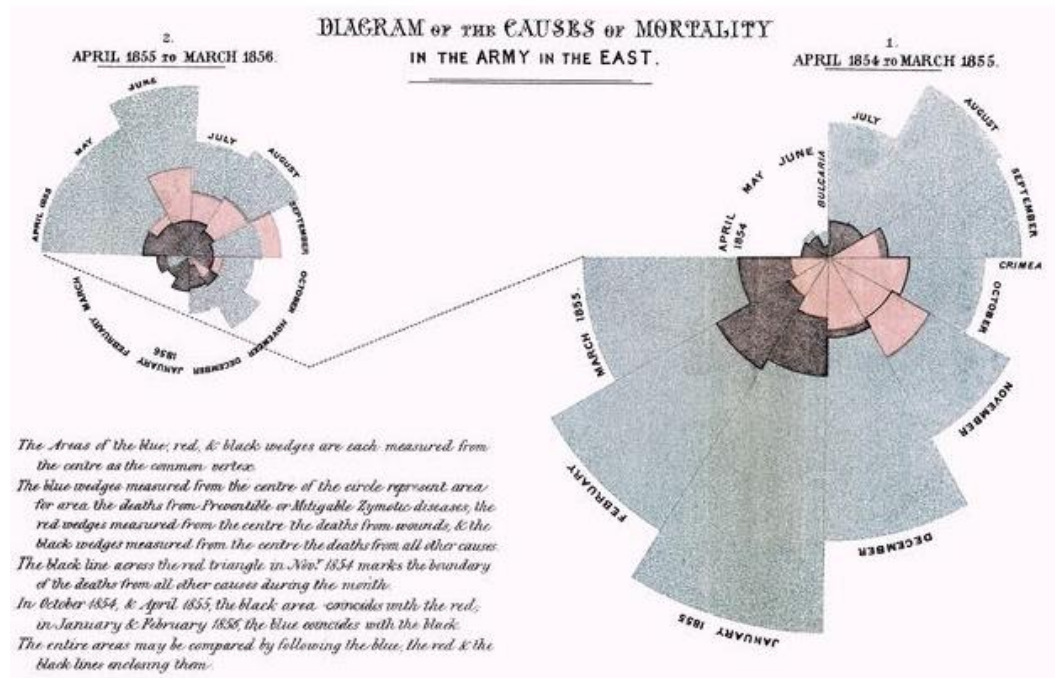 DIAGRAM OF THE CAUSES OF MORTALITY
IN THE ARMY IN THE EAST.
2.
APRIL 1855 TO MARCH 1856.
JUNE
MAY
JULY
AUGUST
APRIL 1855
SEPTEMBER
OCTOBER
NOVEMBER
DECEMBER
JANUARY
1856
FEBRUARY
MARCH
1.
APRIL 1854 TO MARCH 1855.
JULY
AUGUST
JUNE
BULGARIA
MAY
SEPTEMBER
APRIL
1854
CRIMEA
OCTOBER
MARCH 1855.
NOVEMBER
FEBRUARY
DECEMBER
JANUARY 1855
The Areas of the blue, red, & black wedges are each measured from
the centre as the common vertex.
The blue wedges measured from the centre of the circle represent area
for area the deaths from Preventible or Mitigable Zymotic diseases, the
red wedges measured from the centre the deaths from wounds, & the
black wedges measured from the centre the deaths from all other causes.
The black line across the red triangle in Novr. 1854 marks the boundary
of the deaths from all other causes during the month.
In October 1854, & April 1855, the black area coincides with the red,
in January & February 1856, the blue coincides with the black.
The entire areas may be compared by following the blue, the red & the
black lines enclosing them.